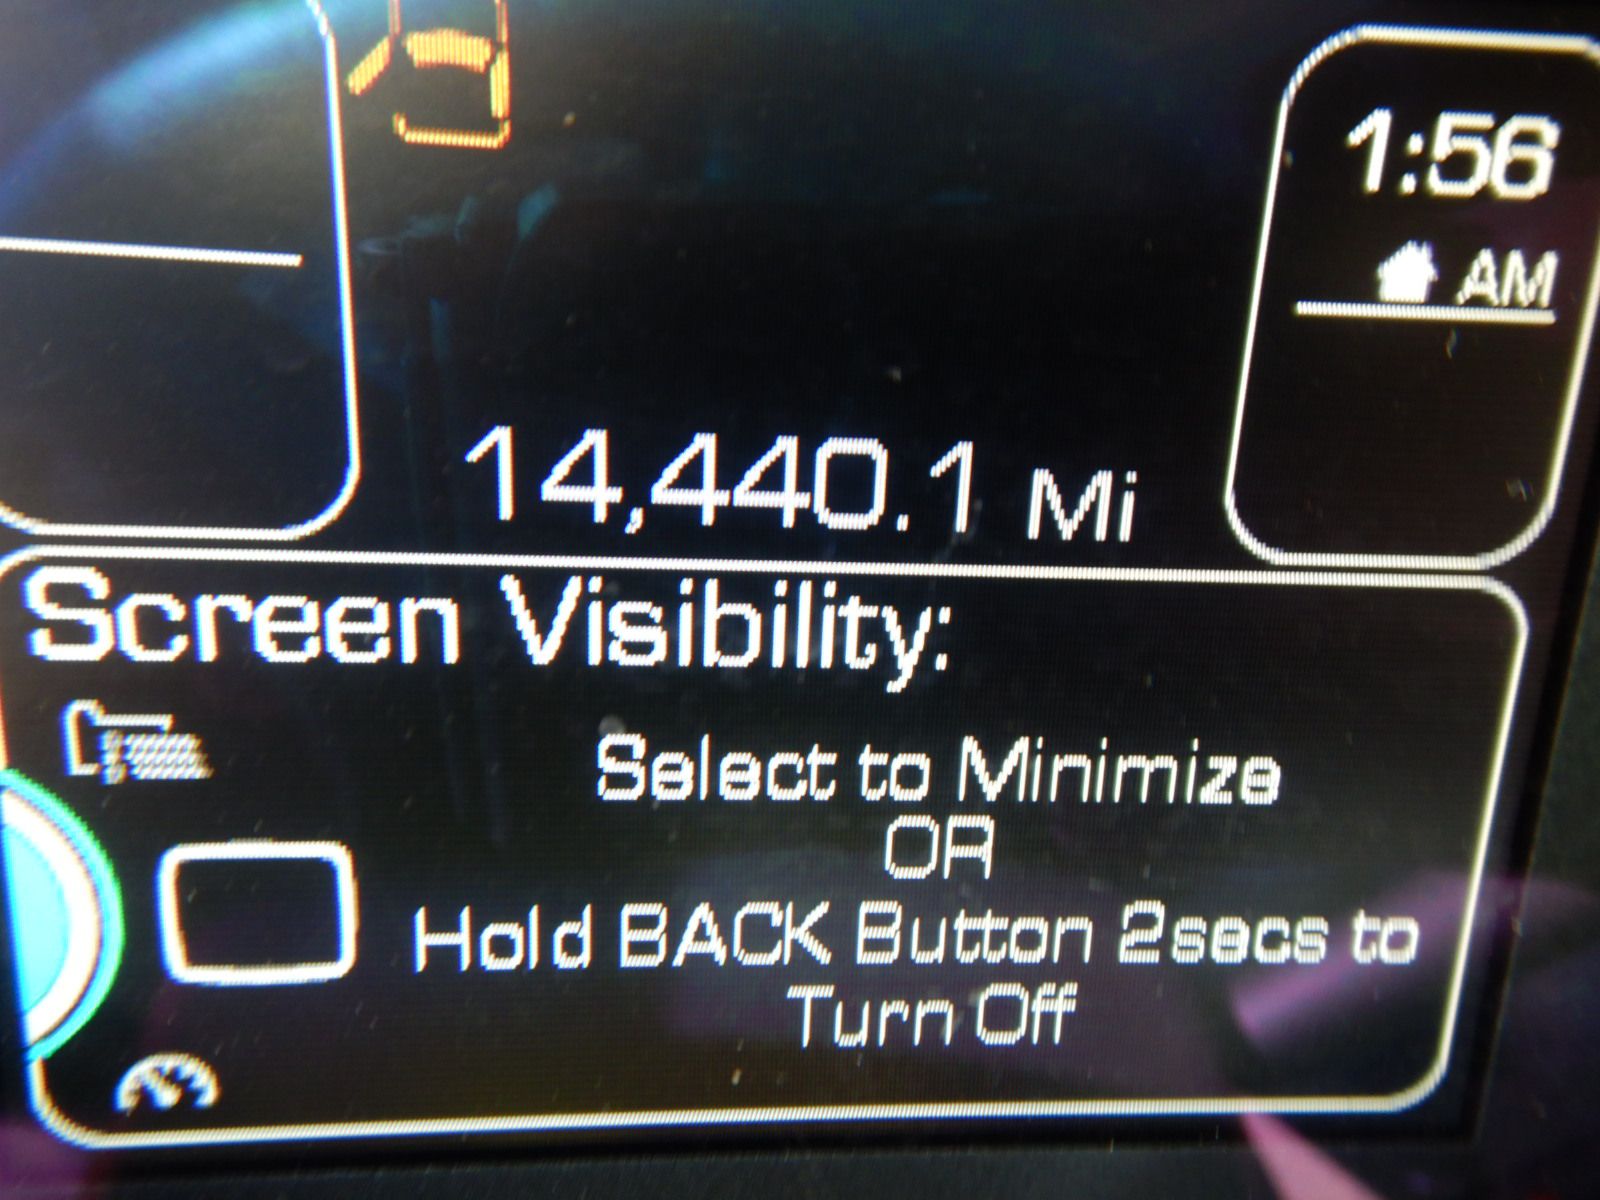 1:56
AM
14,440.1 Mi
Screen Visibility:
Select to Minimize
OR
Hold BACK Button 2secs to
Turn Off